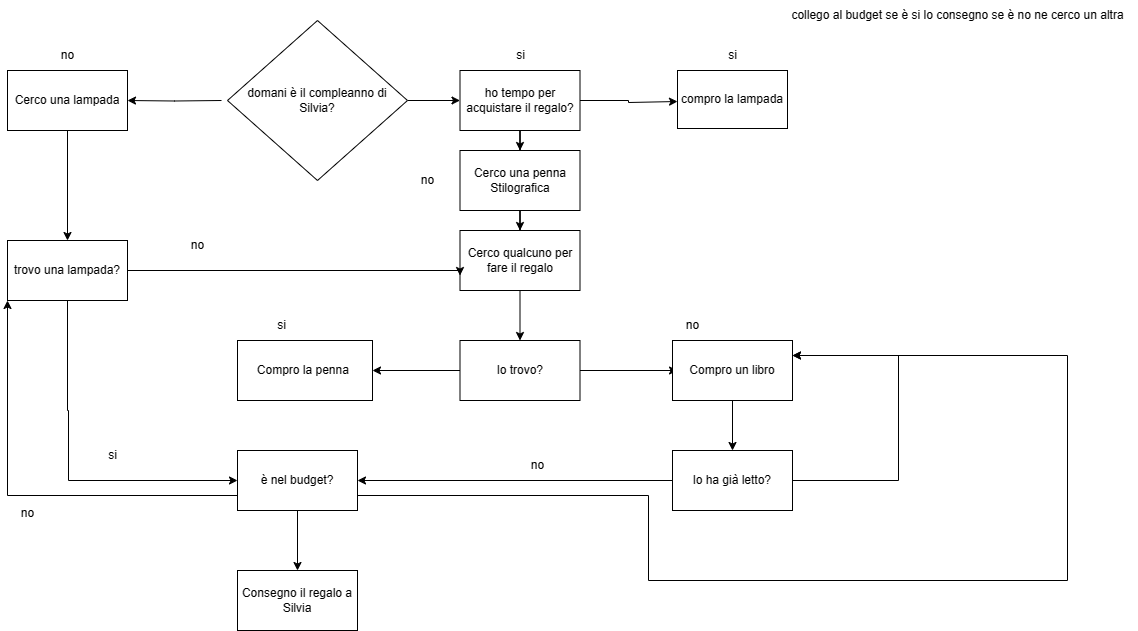 collego al budget se è si lo consegno se è no ne cerco un altra
no
si
si
Cerco una lampada
domani è il compleanno di
Silvia?
ho tempo per
acquistare il regalo?
compro la lampada
no
Cerco una penna
Stilografica
no
Cerco qualcuno per
fare il regalo
trovo una lampada?
si
no
Compro la penna
lo trovo?
Compro un libro
si
no
è nel budget?
lo ha già letto?
no
Consegno il regalo a
Silvia